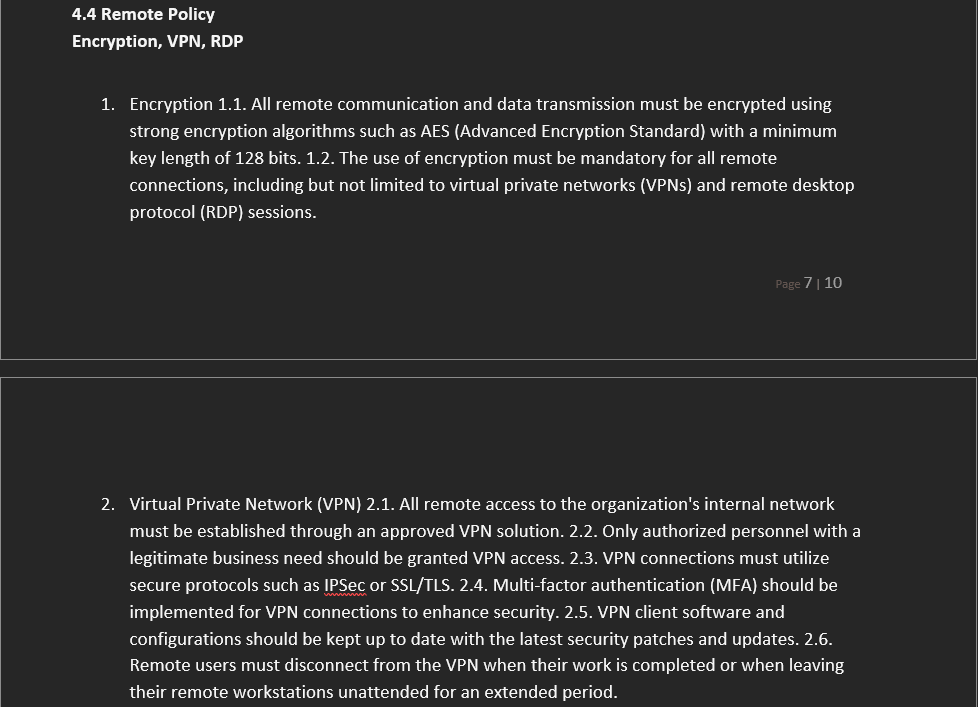 4.4 Remote Policy
Encryption, VPN, RDP
1. Encryption 1.1. All remote communication and data transmission must be encrypted using
strong encryption algorithms such as AES (Advanced Encryption Standard) with a minimum
key length of 128 bits. 1.2. The use of encryption must be mandatory for all remote
connections, including but not limited to virtual private networks (VPNs) and remote desktop
protocol (RDP) sessions.
Page 7 | 10
2. Virtual Private Network (VPN) 2.1. All remote access to the organization's internal network
must be established through an approved VPN solution. 2.2. Only authorized personnel with a
legitimate business need should be granted VPN access. 2.3. VPN connections must utilize
secure protocols such as IPSec or SSL/TLS. 2.4. Multi-factor authentication (MFA) should be
implemented for VPN connections to enhance security. 2.5. VPN client software and
configurations should be kept up to date with the latest security patches and updates. 2.6.
Remote users must disconnect from the VPN when their work is completed or when leaving
their remote workstations unattended for an extended period.